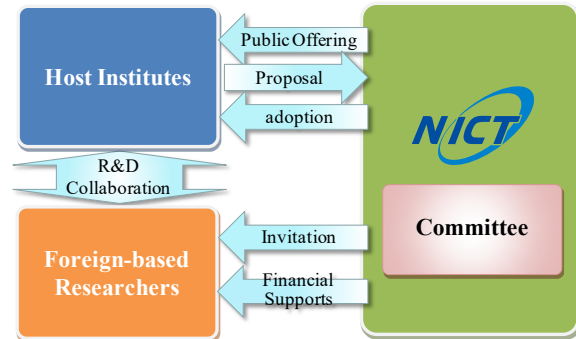 Public Offering
Host Institutes
Proposal
adoption
NICT
R&D
Collaboration
Committee
Foreign-based
Researchers
Invitation
Financial
Supports